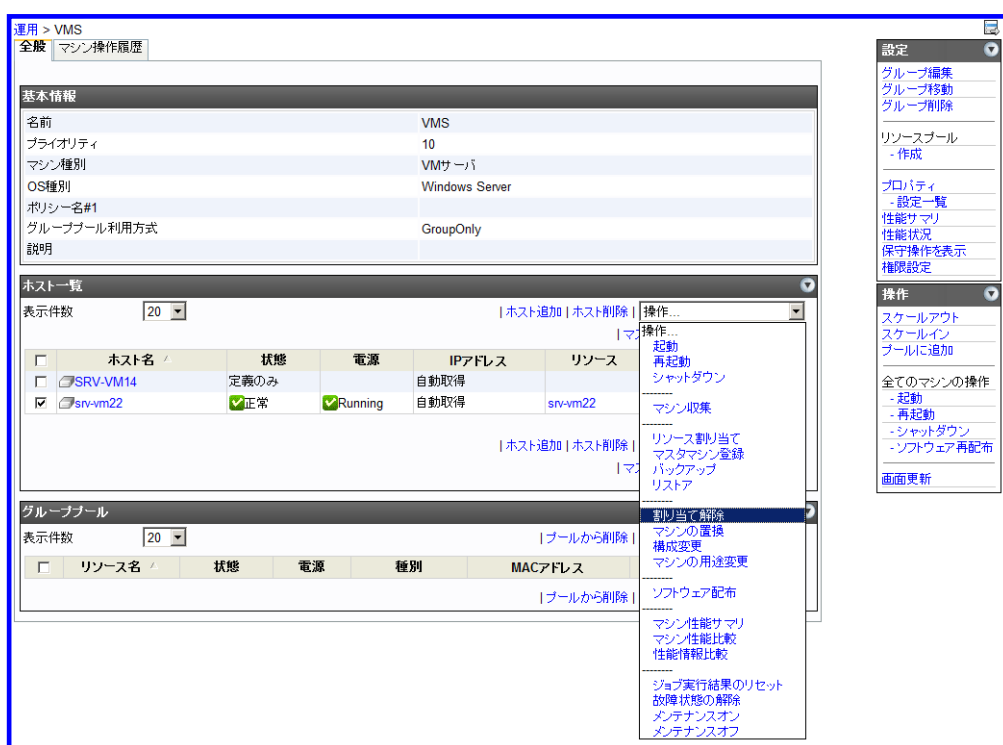 運用 > VMS
全般 マシン操作履歴
基本情報
名前 VMS
プライオリティ 10
マシン種別 VMサーバ
OS種別 Windows Server
ポリシー名#1
グループプール利用方式 GroupOnly
説明
ホスト一覧
表示件数 20 | ホスト追加 | ホスト削除 | 操作...
| マ
ホスト名 状態 電源 IPアドレス リソース
SRV-VM14 定義のみ 自動取得
srv-vm22 正常 Running 自動取得 srv-vm22
| ホスト追加 | ホスト削除 |
| マ
グループプール
表示件数 20 | プールから削除 |
リソース名 状態 電源 種別 MACアドレス
| プールから削除 |
操作...
起動
再起動
シャットダウン
--------
マシン収集
--------
リソース割り当て
マスタマシン登録
バックアップ
リストア
--------
割り当て解除
マシンの置換
構成変更
マシンの用途変更
--------
ソフトウェア配布
--------
マシン性能サマリ
マシン性能比較
性能情報比較
--------
ジョブ実行結果のリセット
故障状態の解除
メンテナンスオン
メンテナンスオフ
設定
グループ編集
グループ移動
グループ削除
リソースプール
- 作成
プロパティ
- 設定一覧
性能サマリ
性能状況
保守操作を表示
権限設定
操作
スケールアウト
スケールイン
プールに追加
全てのマシンの操作
- 起動
- 再起動
- シャットダウン
- ソフトウェア再配布
画面更新